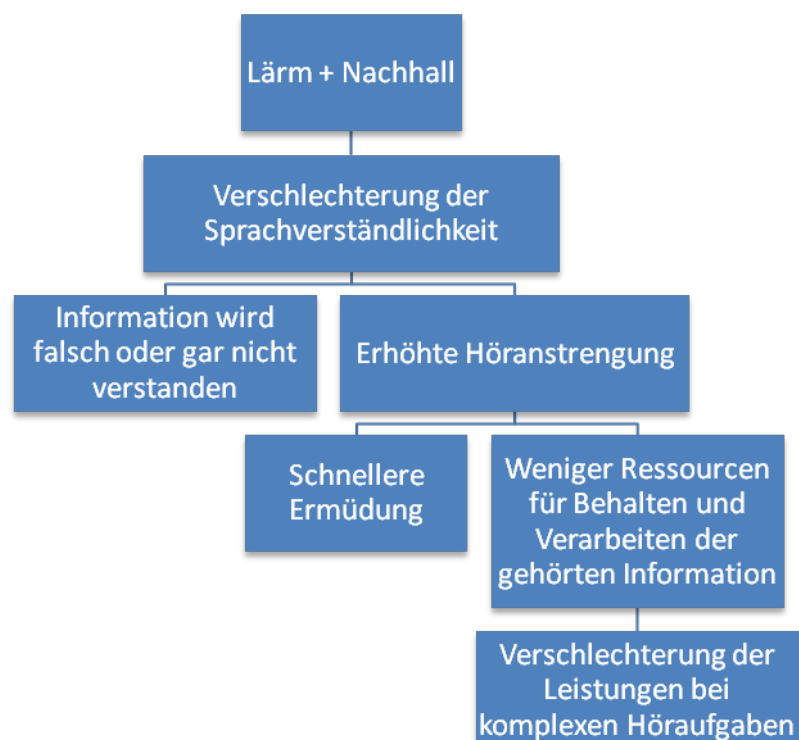 Lärm + Nachhall
Verschlechterung der
Sprachverständlichkeit
Information wird
falsch oder gar nicht
verstanden
Erhöhte Höranstrengung
Schnellere
Ermüdung
Weniger Ressourcen
für Behalten und
Verarbeiten der
gehörten Information
Verschlechterung der
Leistungen bei
komplexen Höraufgaben